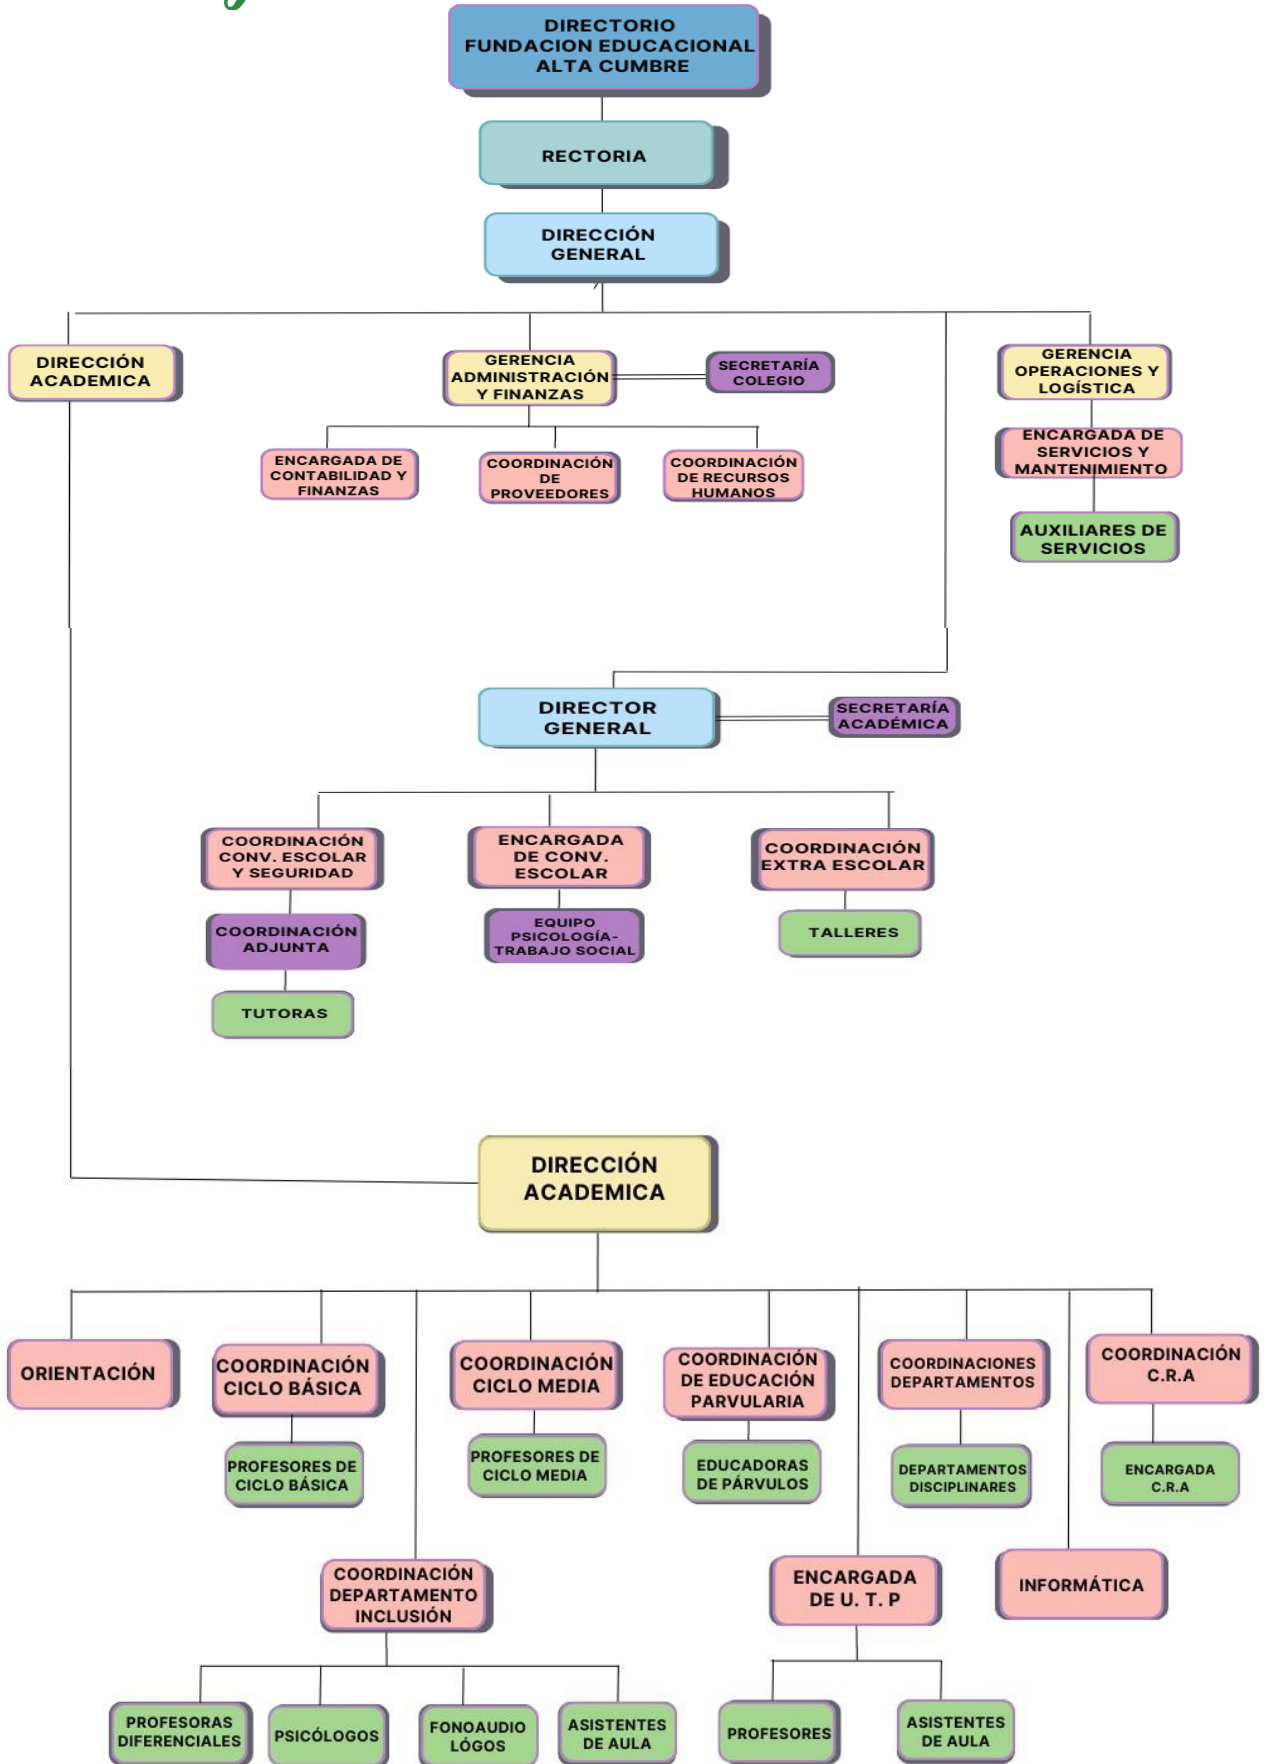 DIRECTORIO
FUNDACION EDUCACIONAL
ALTA CUMBRE
RECTORIA
DIRECCIÓN
GENERAL
DIRECCIÓN
ACADEMICA
GERENCIA
ADMINISTRACIÓN
Y FINANZAS
SECRETARÍA
COLEGIO
GERENCIA
OPERACIONES Y
LOGÍSTICA
ENCARGADA DE
CONTABILIDAD Y
FINANZAS
COORDINACIÓN
DE
PROVEEDORES
COORDINACIÓN
DE RECURSOS
HUMANOS
ENCARGADA DE
SERVICIOS Y
MANTENIMIENTO
AUXILIARES DE
SERVICIOS
DIRECTOR
GENERAL
SECRETARÍA
ACADÉMICA
COORDINACIÓN
CONV. ESCOLAR
Y SEGURIDAD
ENCARGADA
DE CONV.
ESCOLAR
COORDINACIÓN
EXTRA ESCOLAR
COORDINACIÓN
ADJUNTA
EQUIPO
PSICOLOGÍA-
TRABAJO SOCIAL
TALLERES
TUTORAS
DIRECCIÓN
ACADEMICA
ORIENTACIÓN
COORDINACIÓN
CICLO BÁSICA
COORDINACIÓN
CICLO MEDIA
COORDINACIÓN
DE EDUCACIÓN
PARVULARIA
COORDINACIONES
DEPARTAMENTOS
COORDINACIÓN
C.R.A
PROFESORES DE
CICLO BÁSICA
PROFESORES DE
CICLO MEDIA
EDUCADORAS
DE PÁRVULOS
DEPARTAMENTOS
DISCIPLINARES
ENCARGADA
C.R.A
COORDINACIÓN
DEPARTAMENTO
INCLUSIÓN
ENCARGADA
DE U. T. P
INFORMÁTICA
PROFESORAS
DIFERENCIALES
PSICÓLOGOS
FONOAUDIO
LÓGOS
ASISTENTES
DE AULA
PROFESORES
ASISTENTES
DE AULA